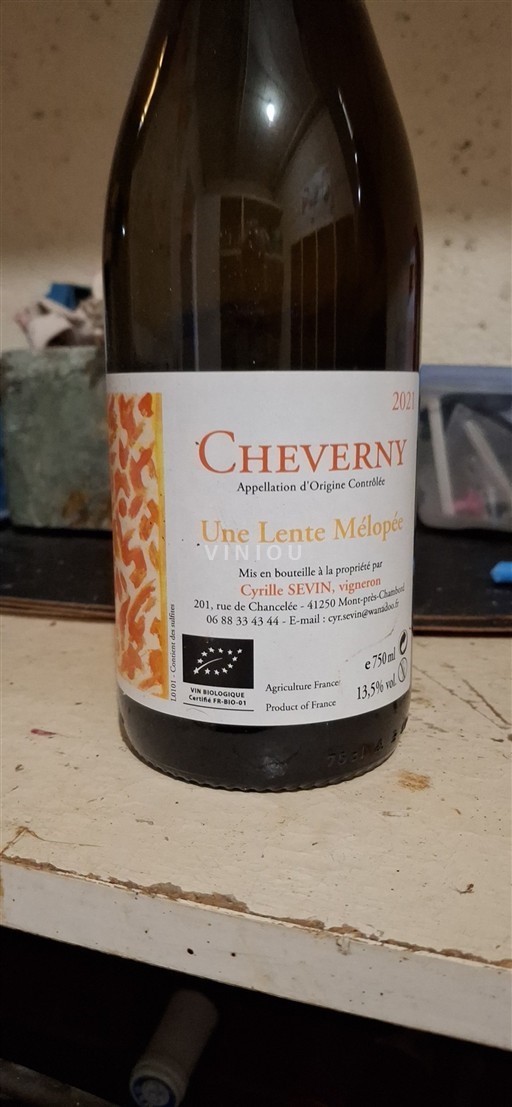 2021
CHEVERNY
Appellation d'Origine Contrôlée
Une Lente Mélopée
VINIOU
Mis en bouteille à la propriété par
Cyrille SEVIN, vigneron
201, rue de Chancelée - 41250 Mont-près-Chambord
06 88 33 43 44 - E-mail : cyr.sevin@wanadoo.fr
L0101 - Contient des sulfites
VIN BIOLOGIQUE
Certifié FR-BIO-01
Agriculture France
Product of France
e 750 ml
13,5% vol.